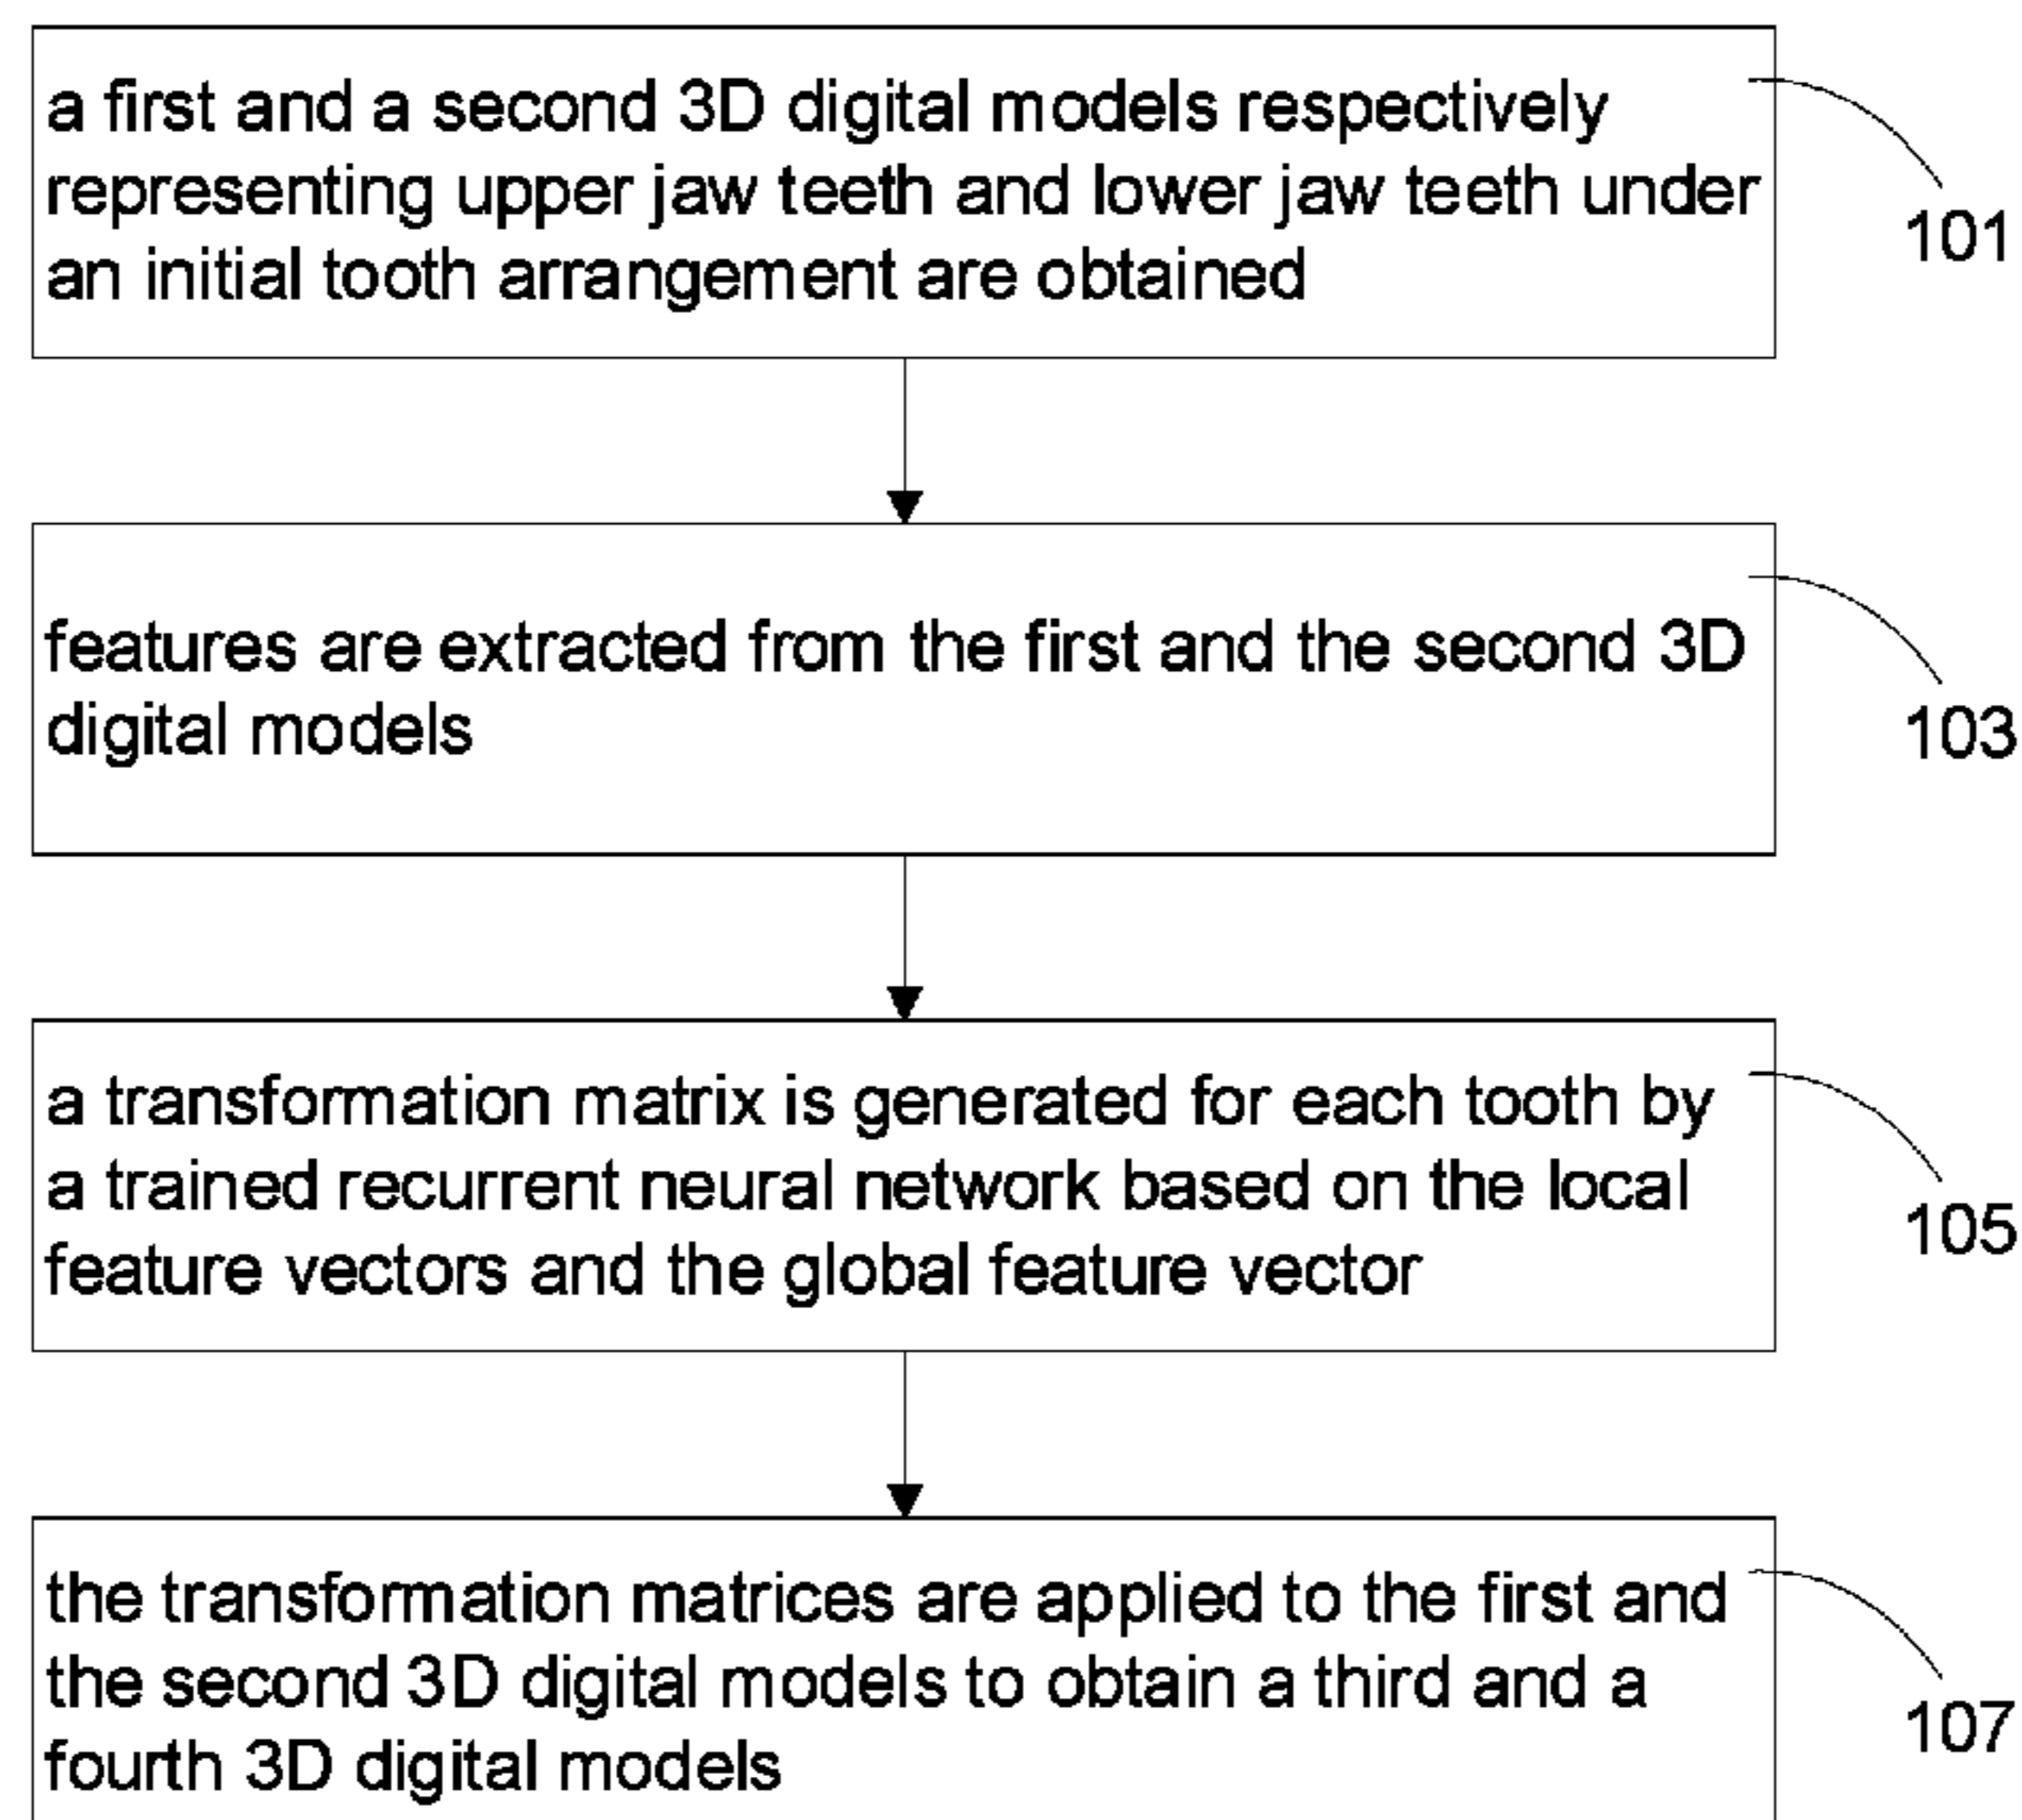 a first and a second 3D digital models respectively
representing upper jaw teeth and lower jaw teeth under
an initial tooth arrangement are obtained
101
features are extracted from the first and the second 3D
digital models
103
a transformation matrix is generated for each tooth by
a trained recurrent neural network based on the local
feature vectors and the global feature vector
105
the transformation matrices are applied to the first and
the second 3D digital models to obtain a third and a
fourth 3D digital models
107